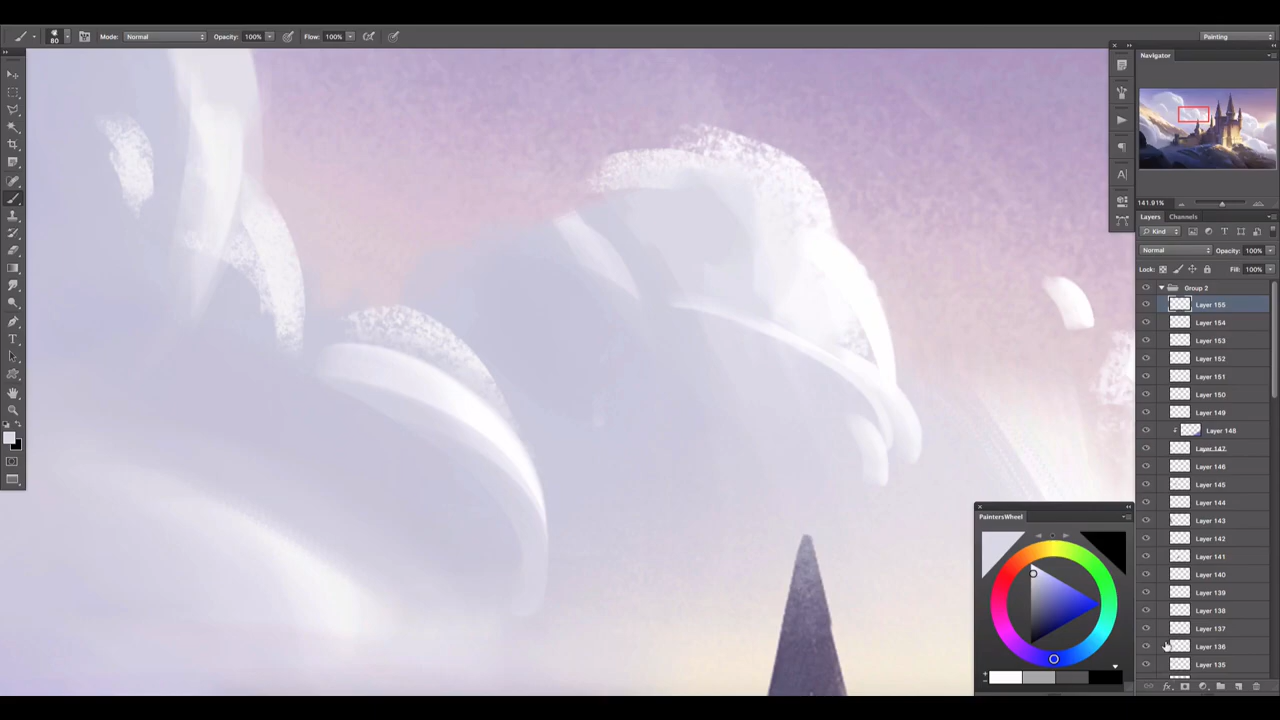 80
Mode: Normal
Opacity: 100%
Flow: 100%
Painting
Navigator
141.91%
Layers Channels
Kind
Normal
Opacity: 100%
Lock:
Fill: 100%
Group 2
Layer 155
Layer 154
Layer 153
Layer 152
Layer 151
Layer 150
Layer 149
Layer 148
Layer 147
Layer 146
Layer 145
Layer 144
Layer 143
Layer 142
Layer 141
Layer 140
Layer 139
Layer 138
Layer 137
Layer 136
Layer 135
PaintersWheel